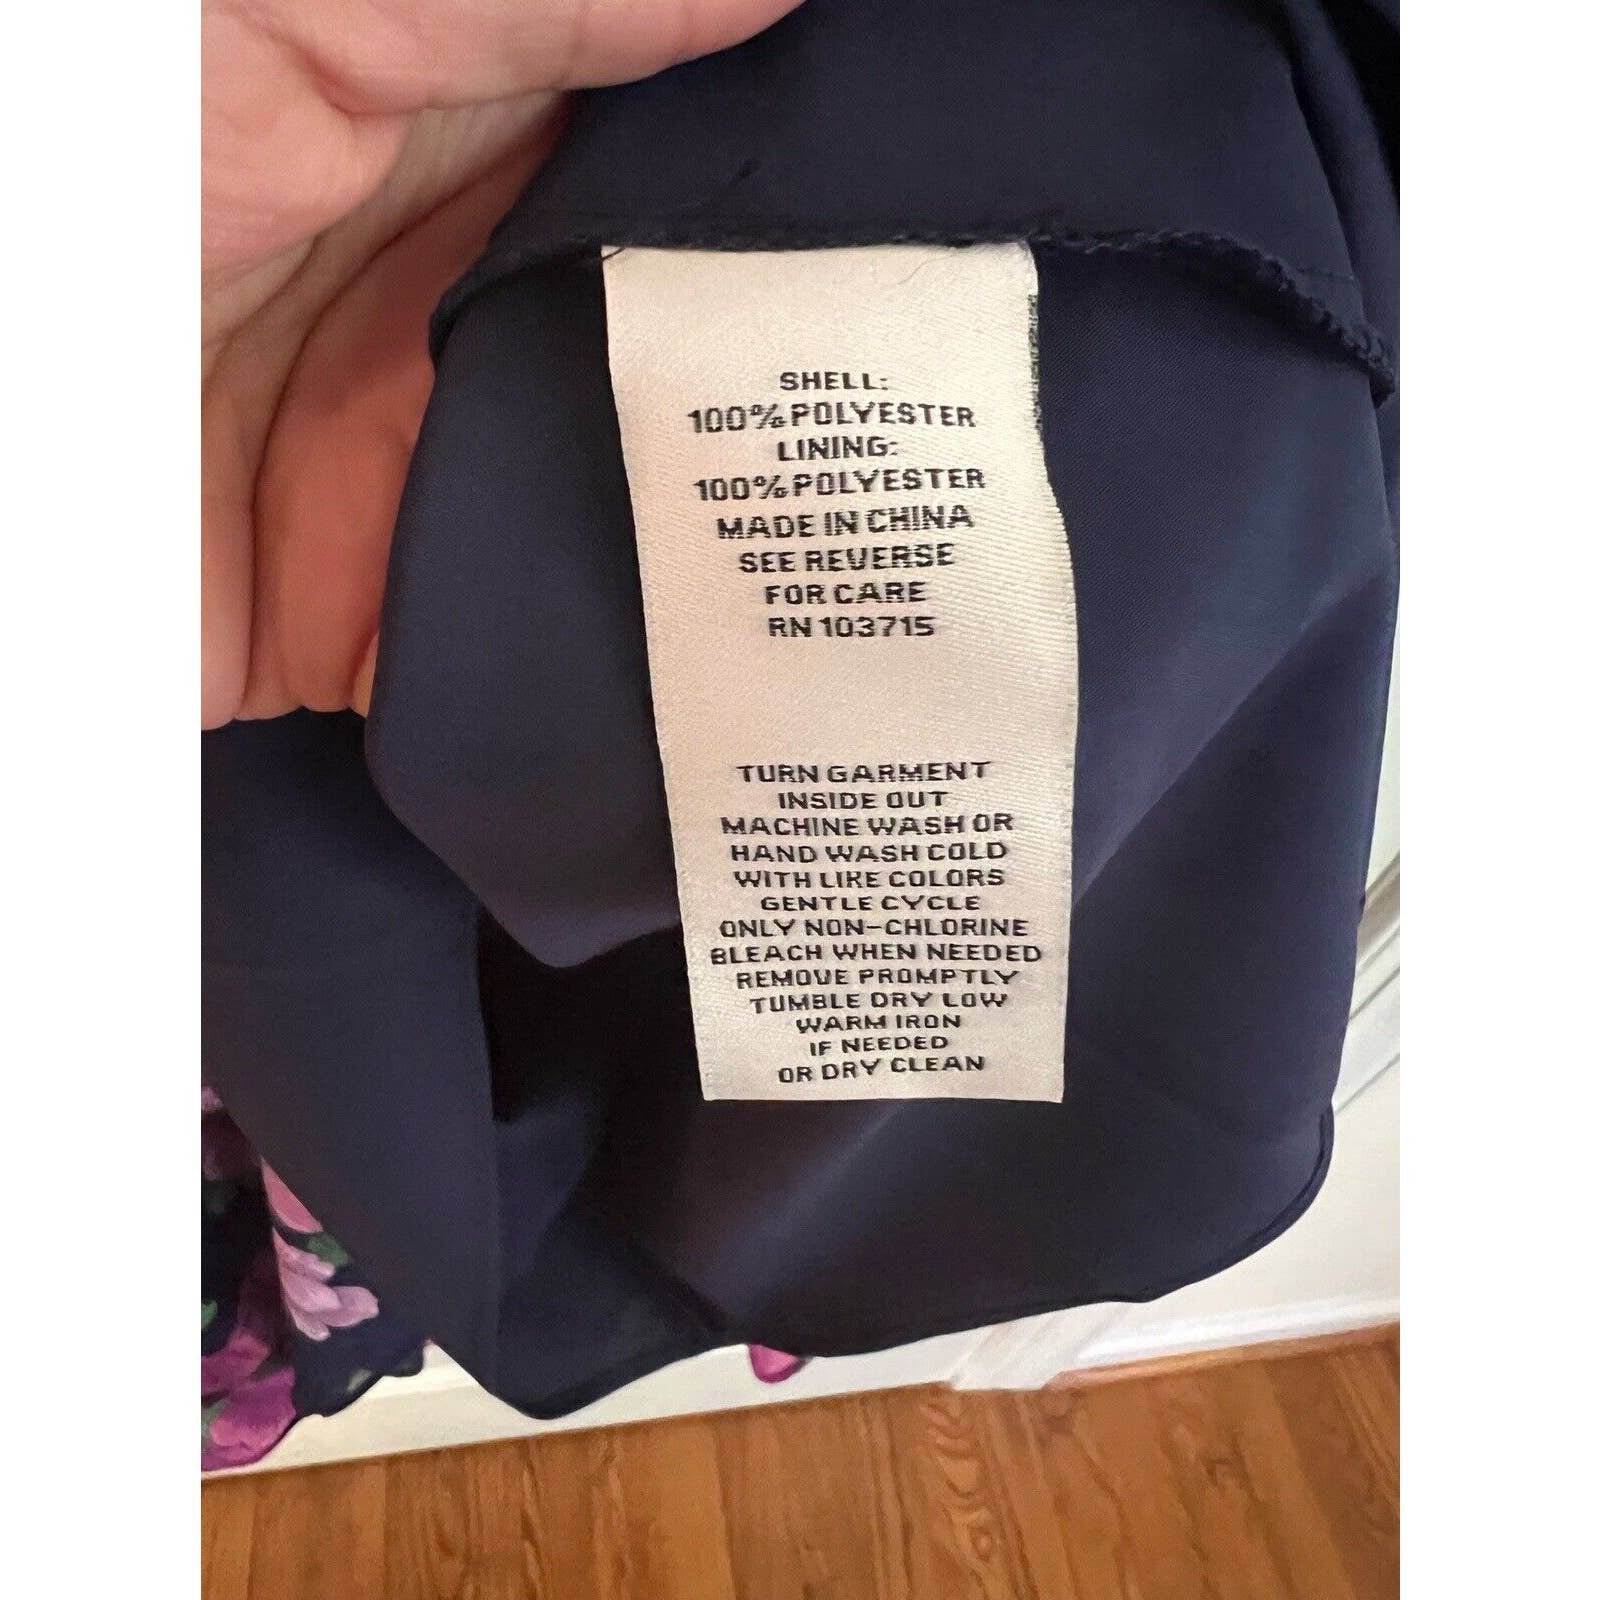 SHELL:
100% POLYESTER
LINING:
100% POLYESTER
MADE IN CHINA
SEE REVERSE
FOR CARE
RN 103715
TURN GARMENT
INSIDE OUT
MACHINE WASH OR
HAND WASH COLD
WITH LIKE COLORS
GENTLE CYCLE
ONLY NON-CHLORINE
BLEACH WHEN NEEDED
REMOVE PROMPTLY
TUMBLE DRY LOW
WARM IRON
IF NEEDED
OR DRY CLEAN